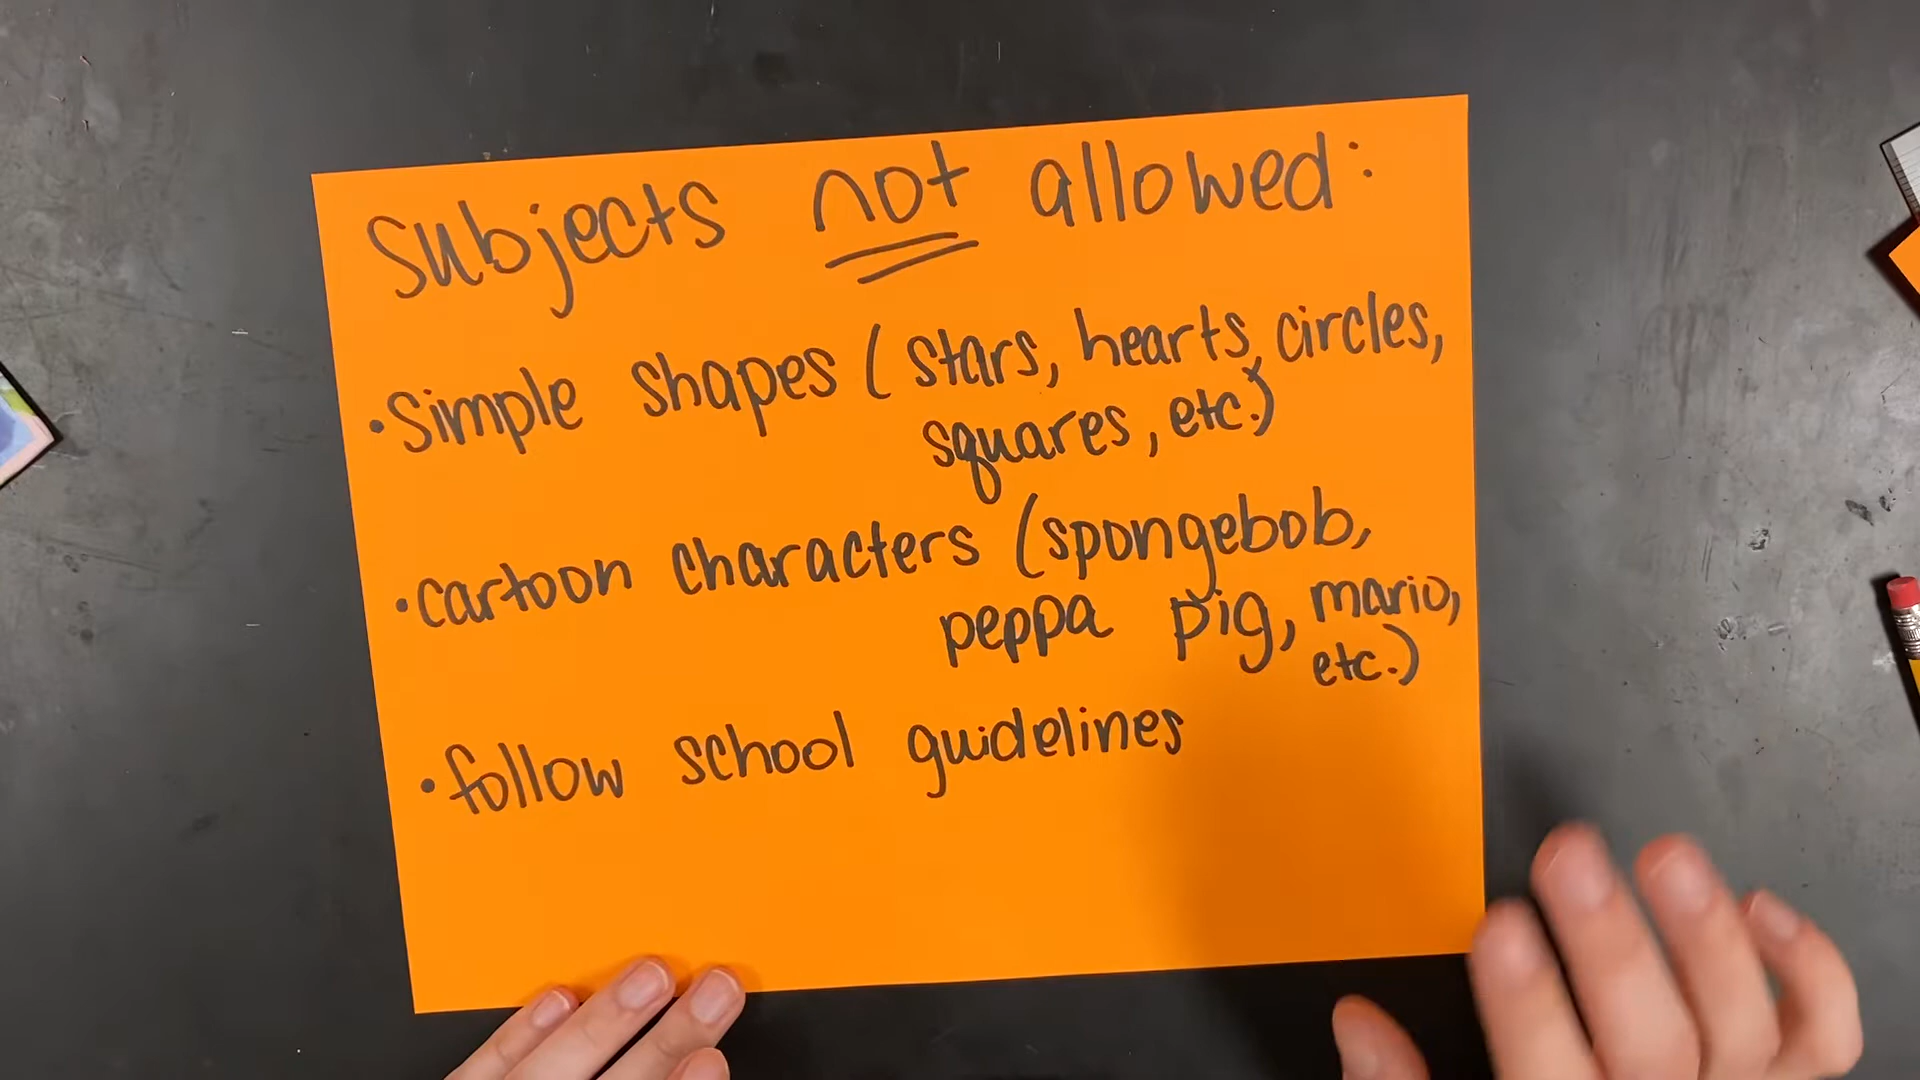 Subjects not allowed:
• Simple shapes (stars, hearts, circles,
squares, etc.)
• cartoon characters (spongebob,
peppa pig, mario,
etc.)
• follow school guidelines